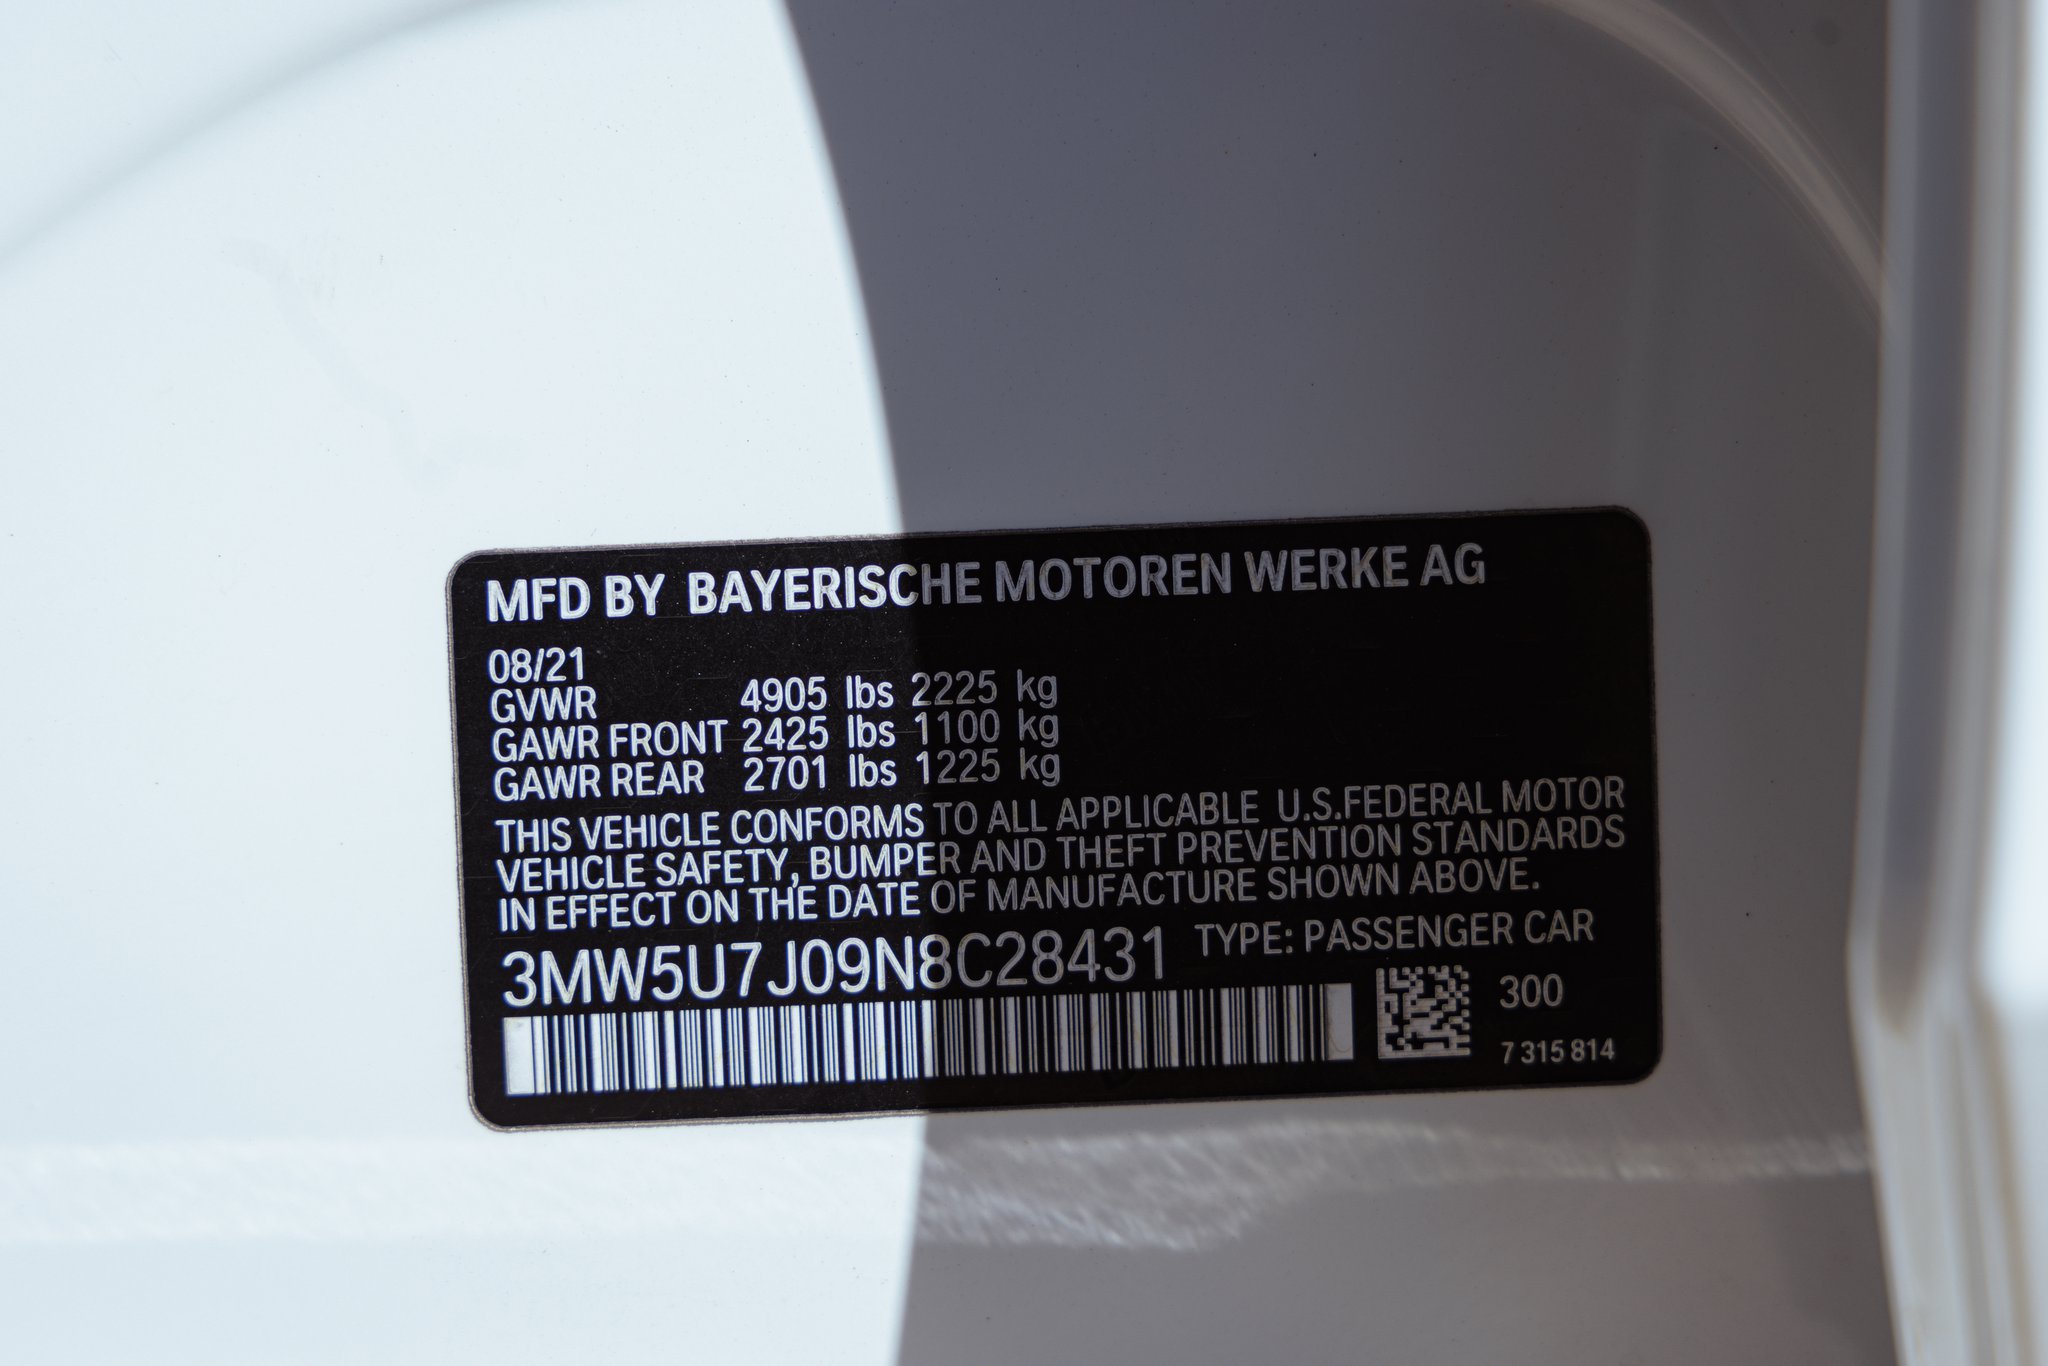 MFD BY BAYERISCHE MOTOREN WERKE AG
08/21
GVWR 4905 lbs 2225 kg
GAWR FRONT 2425 lbs 1100 kg
GAWR REAR 2701 lbs 1225 kg
THIS VEHICLE CONFORMS TO ALL APPLICABLE U.S.FEDERAL MOTOR
VEHICLE SAFETY, BUMPER AND THEFT PREVENTION STANDARDS
IN EFFECT ON THE DATE OF MANUFACTURE SHOWN ABOVE.
3MW5U7J09N8C28431 TYPE: PASSENGER CAR
300
7 315 814